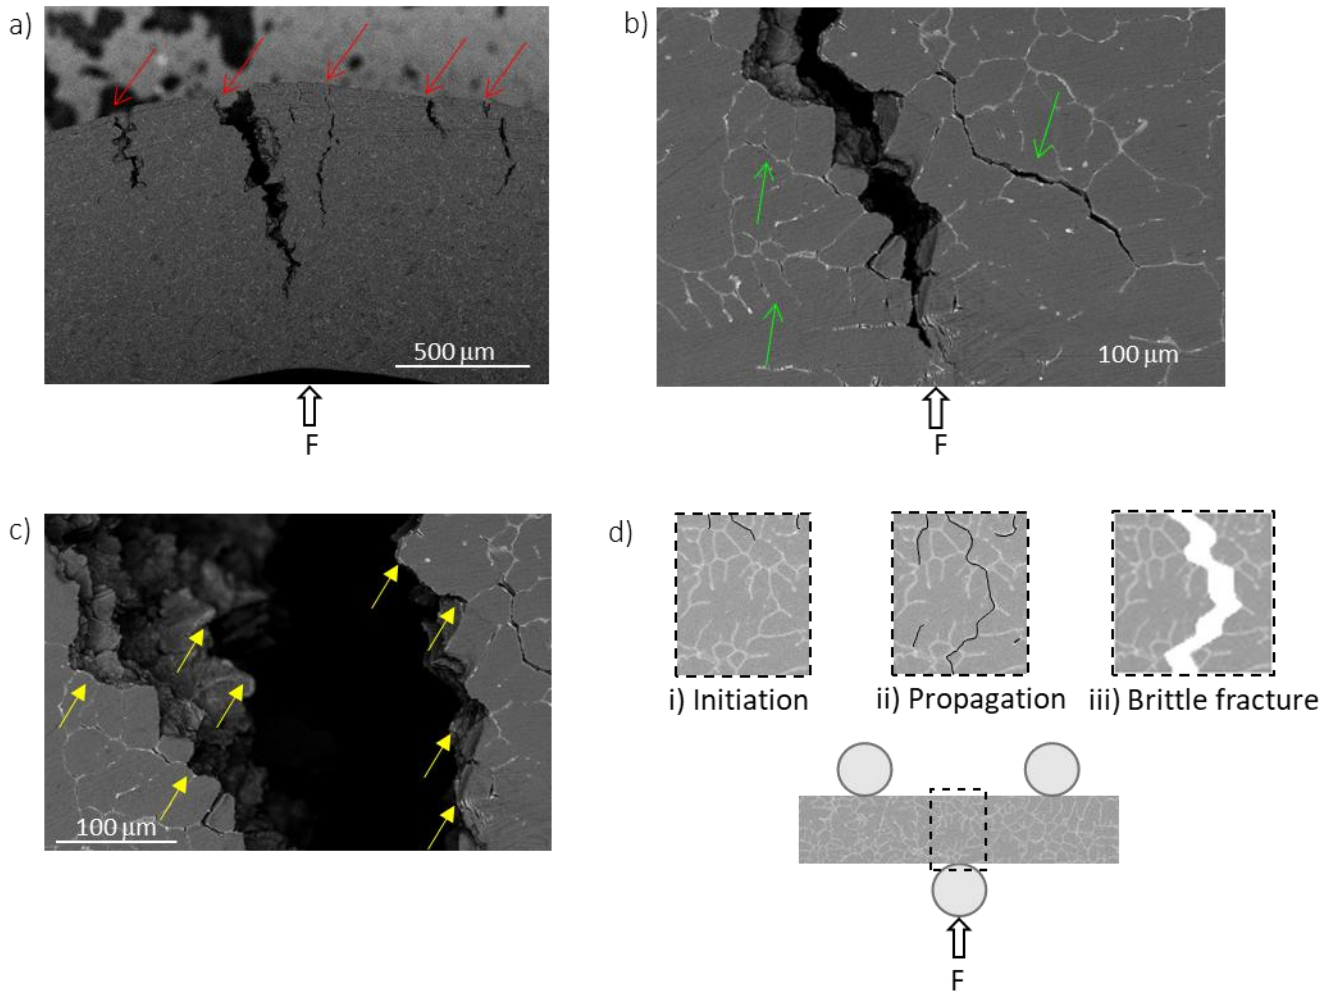 a)
500 μm
F
b)
100 μm
F
c)
100 μm
d)
i) Initiation
ii) Propagation
iii) Brittle fracture
F